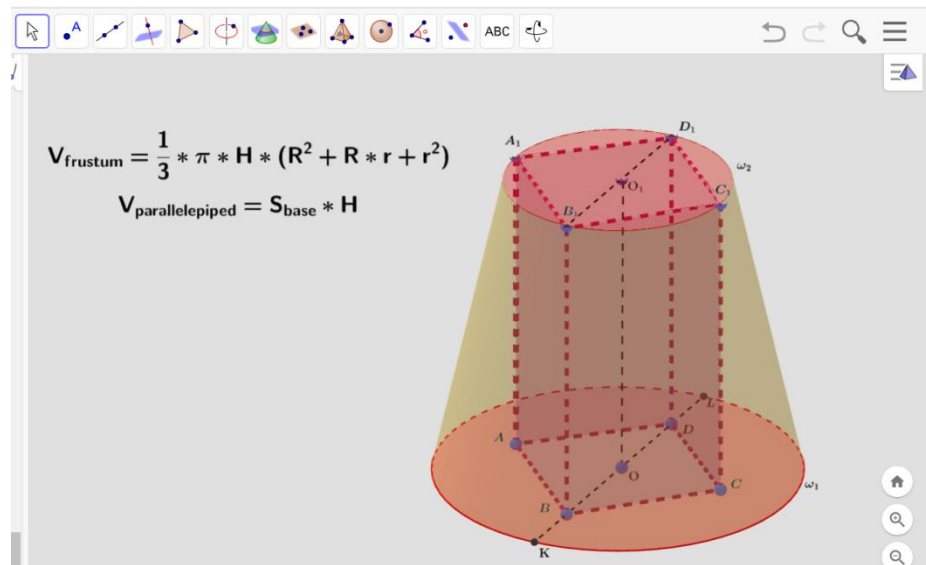 A
ABC
V_frustum = 1/3 * π * H * (R² + R * r + r²)
V_parallelepiped = S_base * H
D₁
A₁
ω₂
O₁
C₁
B₁
L
A
D
O
C
ω₁
B
K